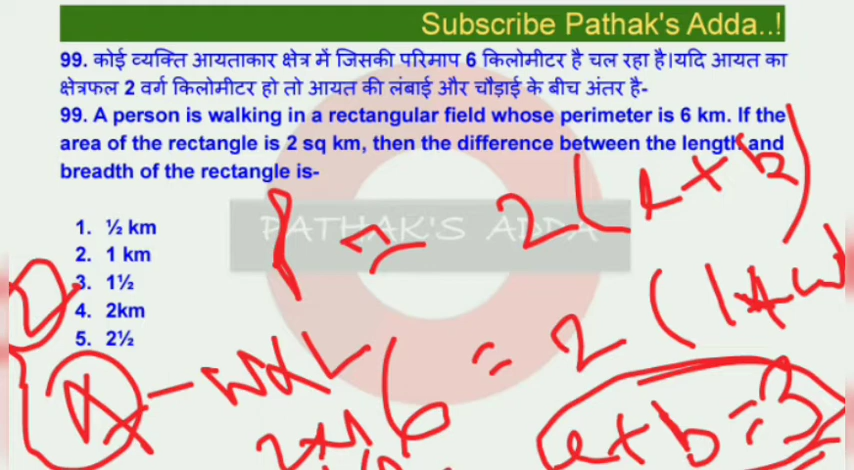 Subscribe Pathak's Adda..!
99. कोई व्यक्ति आयताकार क्षेत्र में जिसकी परिमाप 6 किलोमीटर है चल रहा है।यदि आयत का
क्षेत्रफल 2 वर्ग किलोमीटर हो तो आयत की लंबाई और चौड़ाई के बीच अंतर है-
99. A person is walking in a rectangular field whose perimeter is 6 km. If the
area of the rectangle is 2 sq km, then the difference between the length and
breadth of the rectangle is-
PATHAK'S ADDA
1. ½ km
2. 1 km
3. 1½
4. 2km
5. 2½
= 2(
6 = 2(
+ b = 3